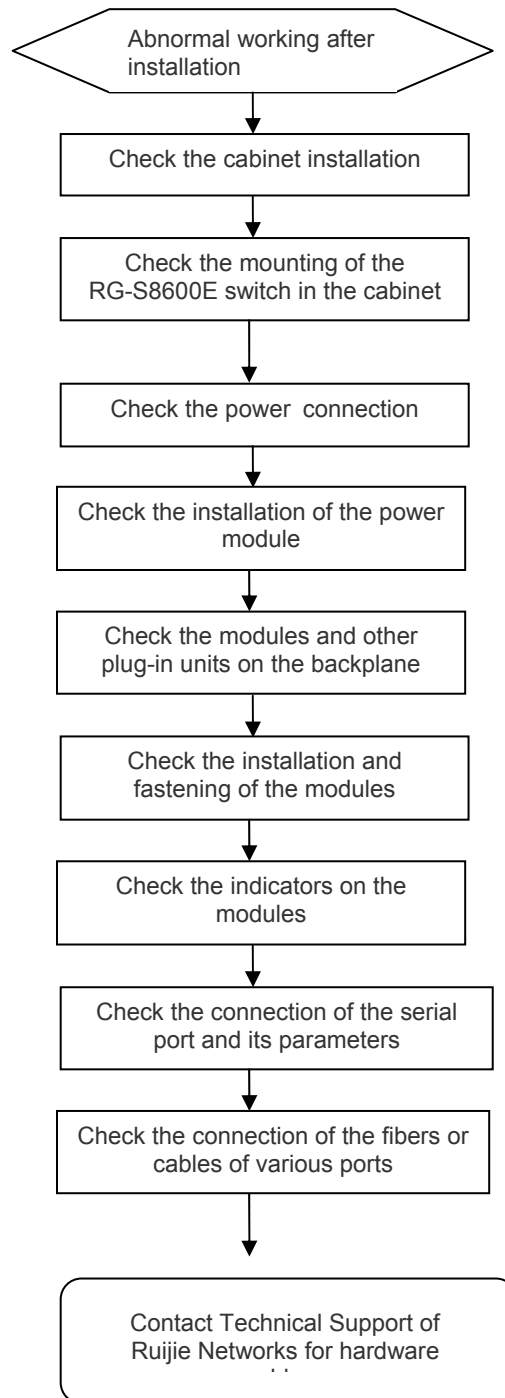 Abnormal working after
installation
Check the cabinet installation
Check the mounting of the
RG-S8600E switch in the cabinet
Check the power connection
Check the installation of the power
module
Check the modules and other
plug-in units on the backplane
Check the installation and
fastening of the modules
Check the indicators on the
modules
Check the connection of the serial
port and its parameters
Check the connection of the fibers or
cables of various ports
Contact Technical Support of
Ruijie Networks for hardware